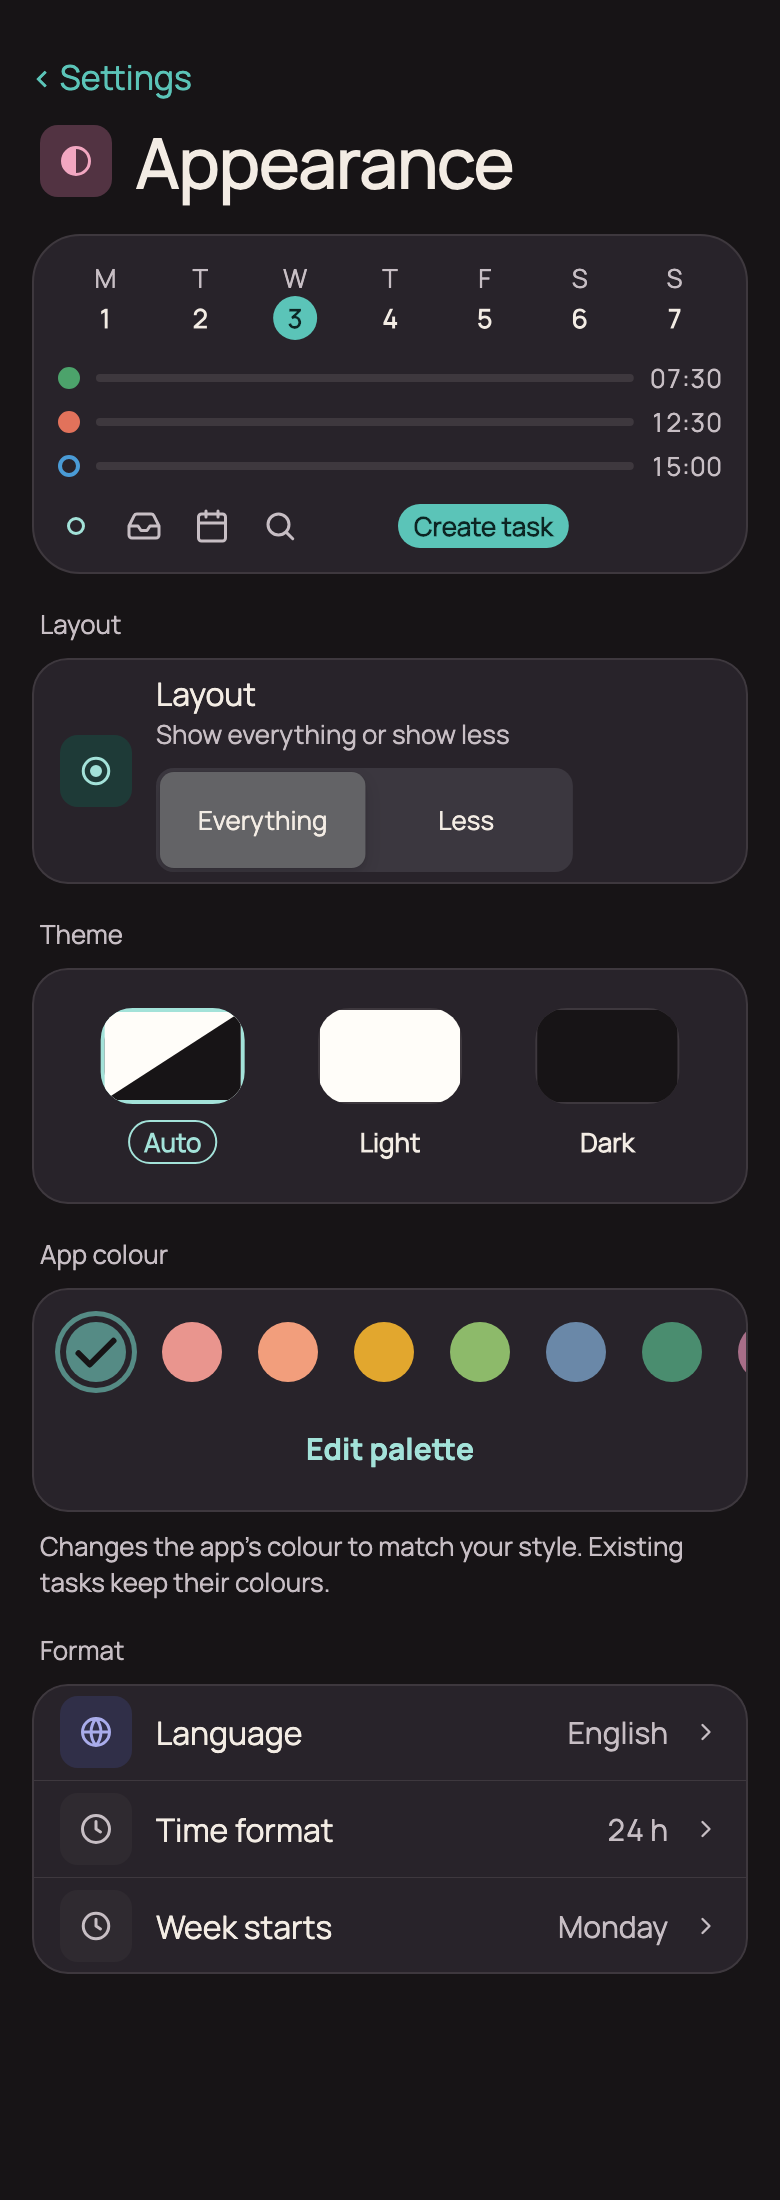 Settings
Appearance
M T W T F S S
1 2 3 4 5 6 7
07:30
12:30
15:00
Create task
Layout
Layout
Show everything or show less
Everything Less
Theme
Auto Light Dark
App colour
Edit palette
Changes the app's colour to match your style. Existing
tasks keep their colours.
Format
Language English
Time format 24 h
Week starts Monday